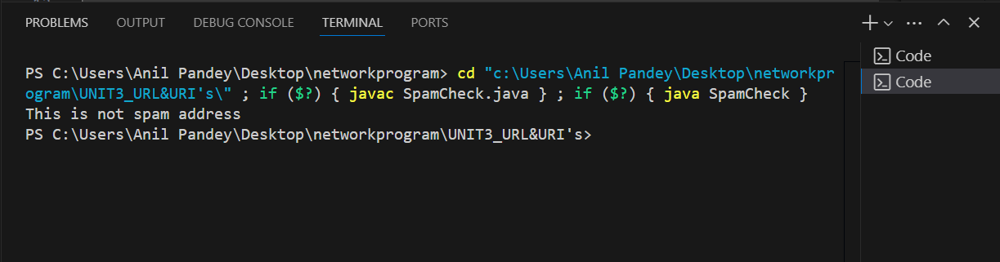 PROBLEMS OUTPUT DEBUG CONSOLE TERMINAL PORTS
PS C:\Users\Anil Pandey\Desktop\networkprogram> cd "c:\Users\Anil Pandey\Desktop\networkpr
ogram\UNIT3_URL&URI's\" ; if ($?) { javac SpamCheck.java } ; if ($?) { java SpamCheck }
This is not spam address
PS C:\Users\Anil Pandey\Desktop\networkprogram\UNIT3_URL&URI's>
Code
Code